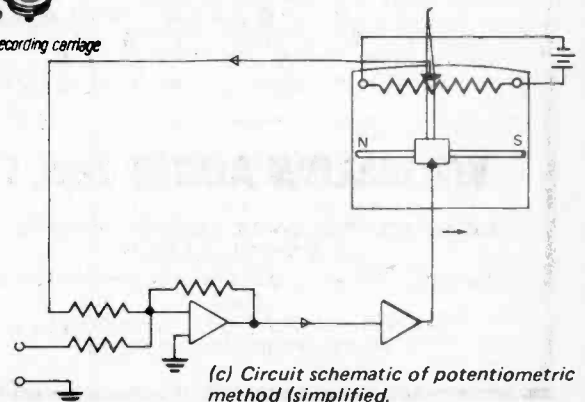 ecording carriage
N
S
(c) Circuit schematic of potentiometric
method (simplified.